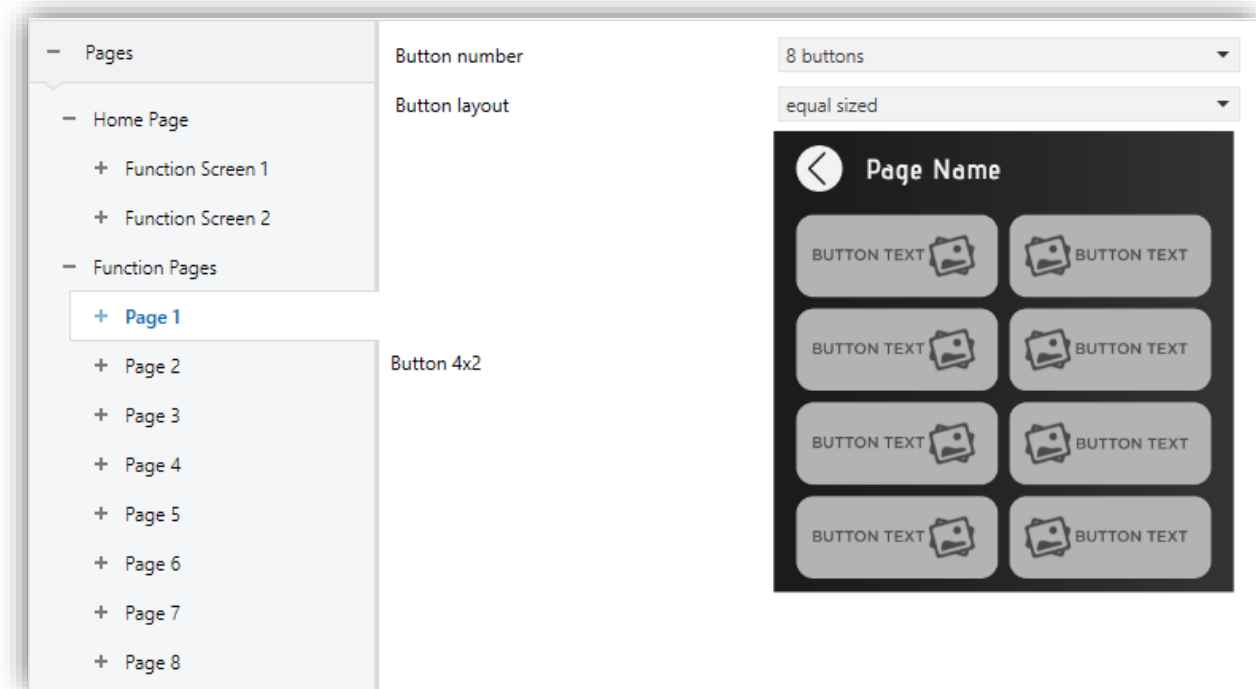 Pages
Home Page
Function Screen 1
Function Screen 2
Function Pages
Page 1
Page 2
Page 3
Page 4
Page 5
Page 6
Page 7
Page 8
Button number
8 buttons
Button layout
equal sized
Button 4x2
Page Name
BUTTON TEXT BUTTON TEXT
BUTTON TEXT BUTTON TEXT
BUTTON TEXT BUTTON TEXT
BUTTON TEXT BUTTON TEXT